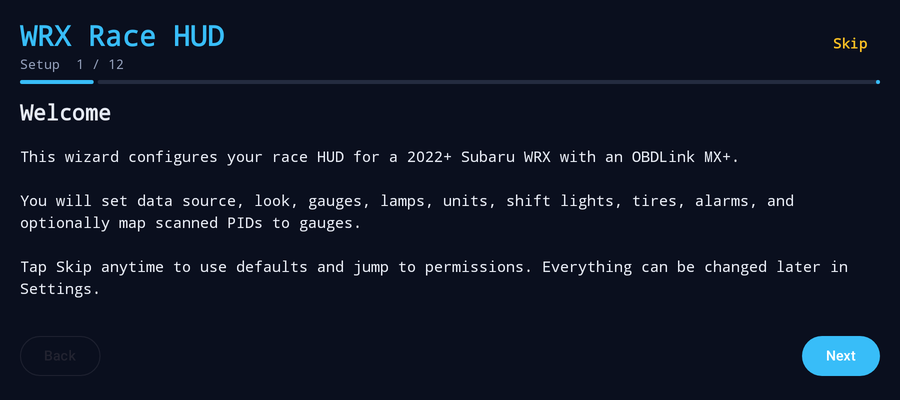 WRX Race HUD
Skip
Setup  1 / 12
Welcome
This wizard configures your race HUD for a 2022+ Subaru WRX with an OBDLink MX+.
You will set data source, look, gauges, lamps, units, shift lights, tires, alarms, and
optionally map scanned PIDs to gauges.
Tap Skip anytime to use defaults and jump to permissions. Everything can be changed later in
Settings.
Back
Next